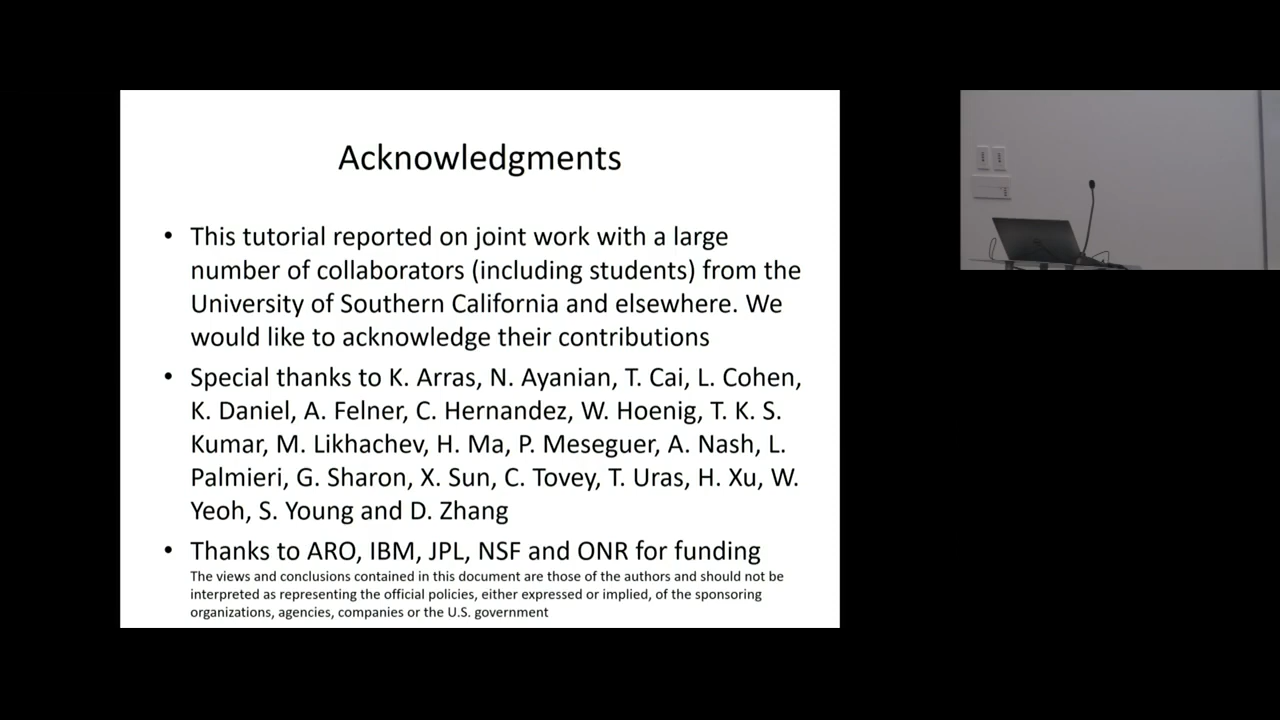 Acknowledgments
• This tutorial reported on joint work with a large
number of collaborators (including students) from the
University of Southern California and elsewhere. We
would like to acknowledge their contributions
• Special thanks to K. Arras, N. Ayanian, T. Cai, L. Cohen,
K. Daniel, A. Felner, C. Hernandez, W. Hoenig, T. K. S.
Kumar, M. Likhachev, H. Ma, P. Meseguer, A. Nash, L.
Palmieri, G. Sharon, X. Sun, C. Tovey, T. Uras, H. Xu, W.
Yeoh, S. Young and D. Zhang
• Thanks to ARO, IBM, JPL, NSF and ONR for funding
The views and conclusions contained in this document are those of the authors and should not be
interpreted as representing the official policies, either expressed or implied, of the sponsoring
organizations, agencies, companies or the U.S. government